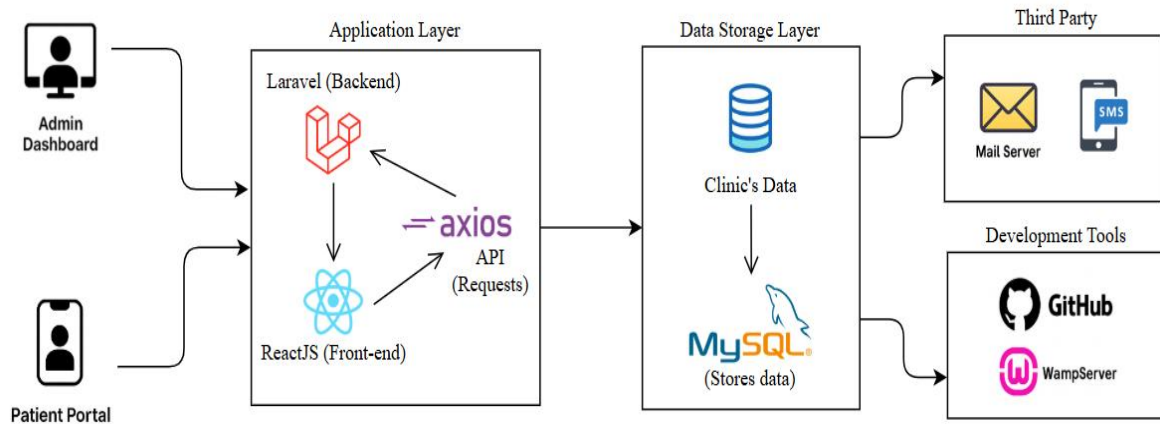 Admin
Dashboard
Patient Portal
Application Layer
Laravel (Backend)
axios
API
(Requests)
ReactJS (Front-end)
Data Storage Layer
Clinic's Data
MySQL®
(Stores data)
Third Party
Mail Server
SMS
Development Tools
GitHub
W WampServer